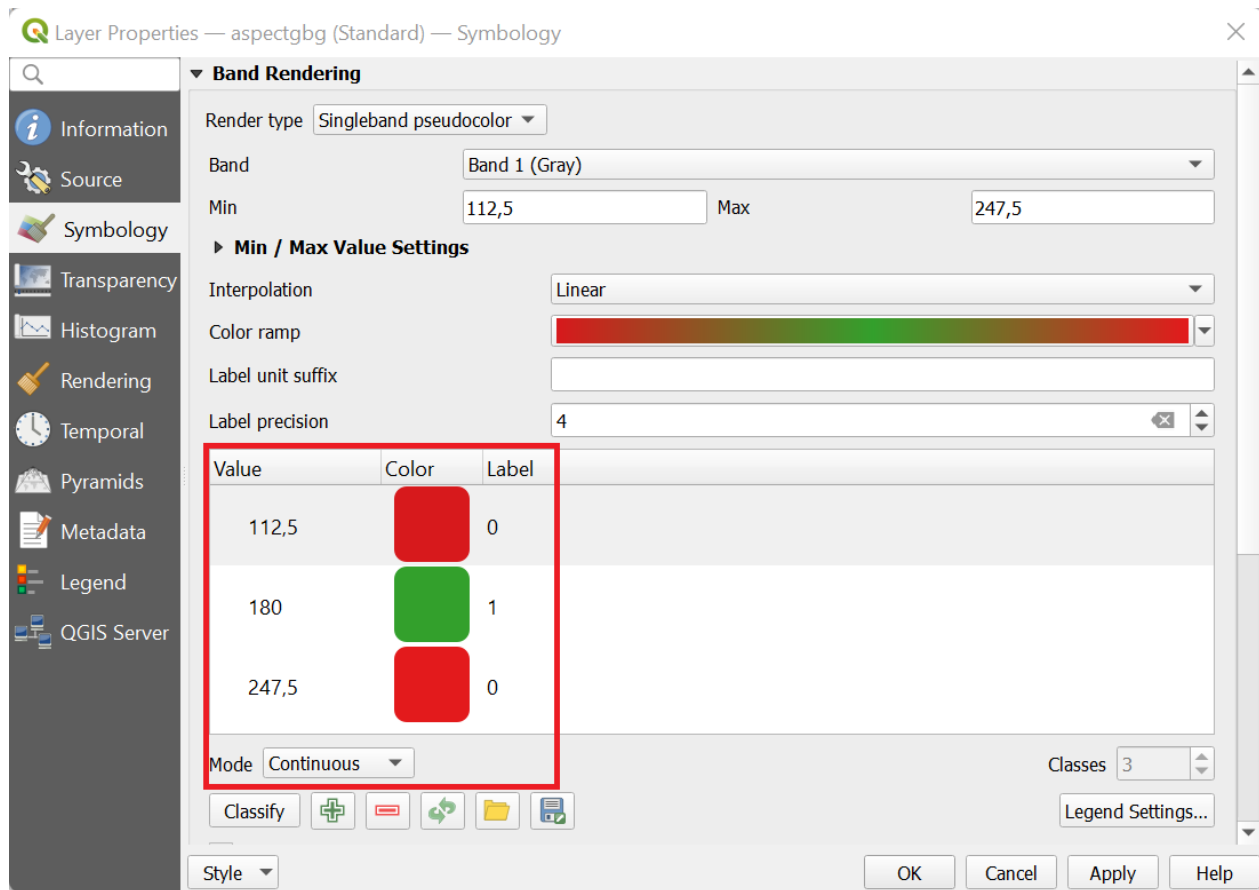 Layer Properties — aspectgbg (Standard) — Symbology
Information
Source
Symbology
Transparency
Histogram
Rendering
Temporal
Pyramids
Metadata
Legend
QGIS Server
Band Rendering
Render type Singleband pseudocolor
Band Band 1 (Gray)
Min 112,5 Max 247,5
Min / Max Value Settings
Interpolation Linear
Color ramp
Label unit suffix
Label precision 4
Value Color Label
112,5 0
180 1
247,5 0
Mode Continuous Classes 3
Classify Legend Settings...
Style OK Cancel Apply Help